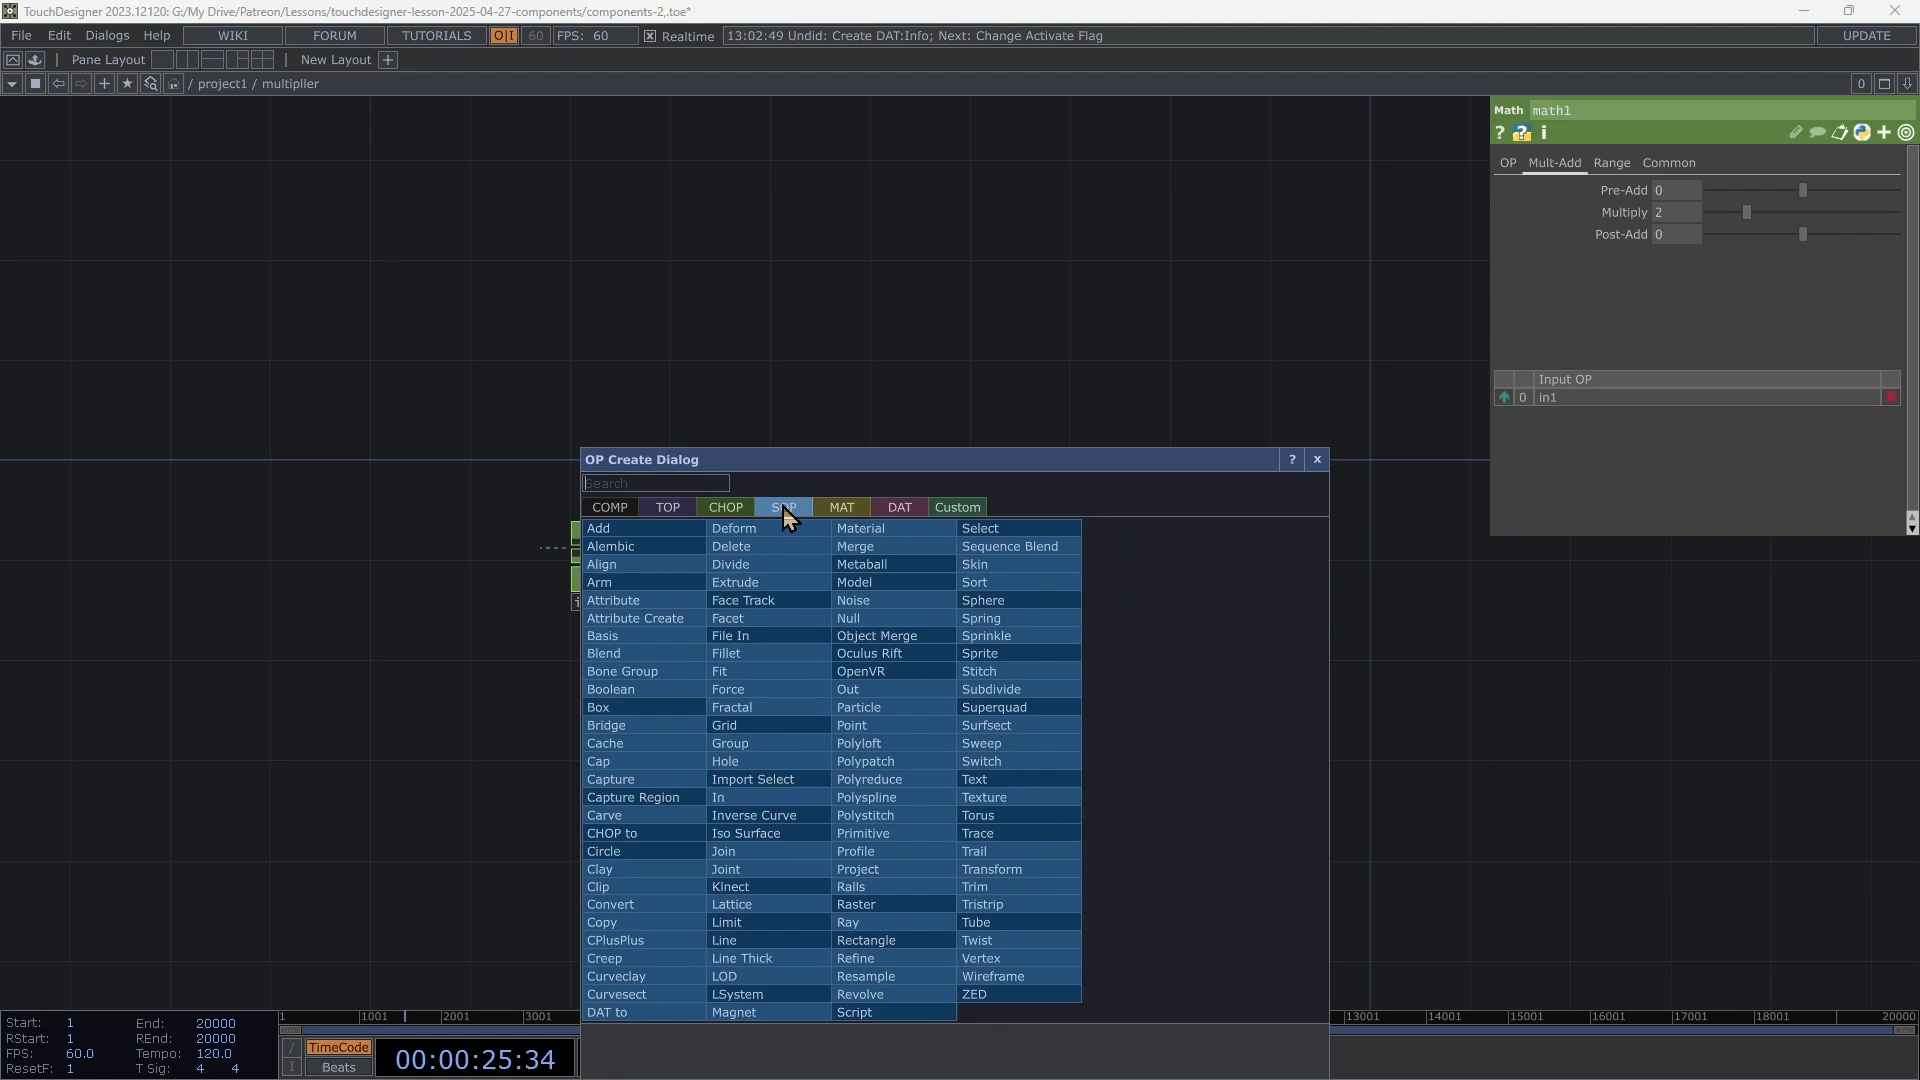 TouchDesigner 2023.12120: G:/My Drive/Patreon/Lessons/touchdesigner-lesson-2025-04-27-components/components-2,.toe*
File Edit Dialogs Help WIKI FORUM TUTORIALS O|I 60 FPS: 60 Realtime 13:02:49 Undid: Create DAT:Info; Next: Change Activate Flag UPDATE
Pane Layout New Layout +
/ project1 / multiplier 0
Math math1
? ? i
OP Mult-Add Range Common
Pre-Add 0
Multiply 2
Post-Add 0
Input OP
0 in1
OP Create Dialog ? x
Search
COMP TOP CHOP SOP MAT DAT Custom
Add Deform Material Select
Alembic Delete Merge Sequence Blend
Align Divide Metaball Skin
Arm Extrude Model Sort
Attribute Face Track Noise Sphere
Attribute Create Facet Null Spring
Basis File In Object Merge Sprinkle
Blend Fillet Oculus Rift Sprite
Bone Group Fit OpenVR Stitch
Boolean Force Out Subdivide
Box Fractal Particle Superquad
Bridge Grid Point Surfsect
Cache Group Polyloft Sweep
Cap Hole Polypatch Switch
Capture Import Select Polyreduce Text
Capture Region In Polyspline Texture
Carve Inverse Curve Polystitch Torus
CHOP to Iso Surface Primitive Trace
Circle Join Profile Trail
Clay Joint Project Transform
Clip Kinect Rails Trim
Convert Lattice Raster Tristrip
Copy Limit Ray Tube
CPlusPlus Line Rectangle Twist
Creep Line Thick Refine Vertex
Curveclay LOD Resample Wireframe
Curvesect LSystem Revolve ZED
DAT to Magnet Script
Start: 1 End: 20000
RStart: 1 REnd: 20000
FPS: 60.0 Tempo: 120.0
ResetF: 1 T Sig: 4 4
1 1001 2001 3001 13001 14001 15001 16001 17001 18001 20000
TimeCode
Beats
00:00:25:34